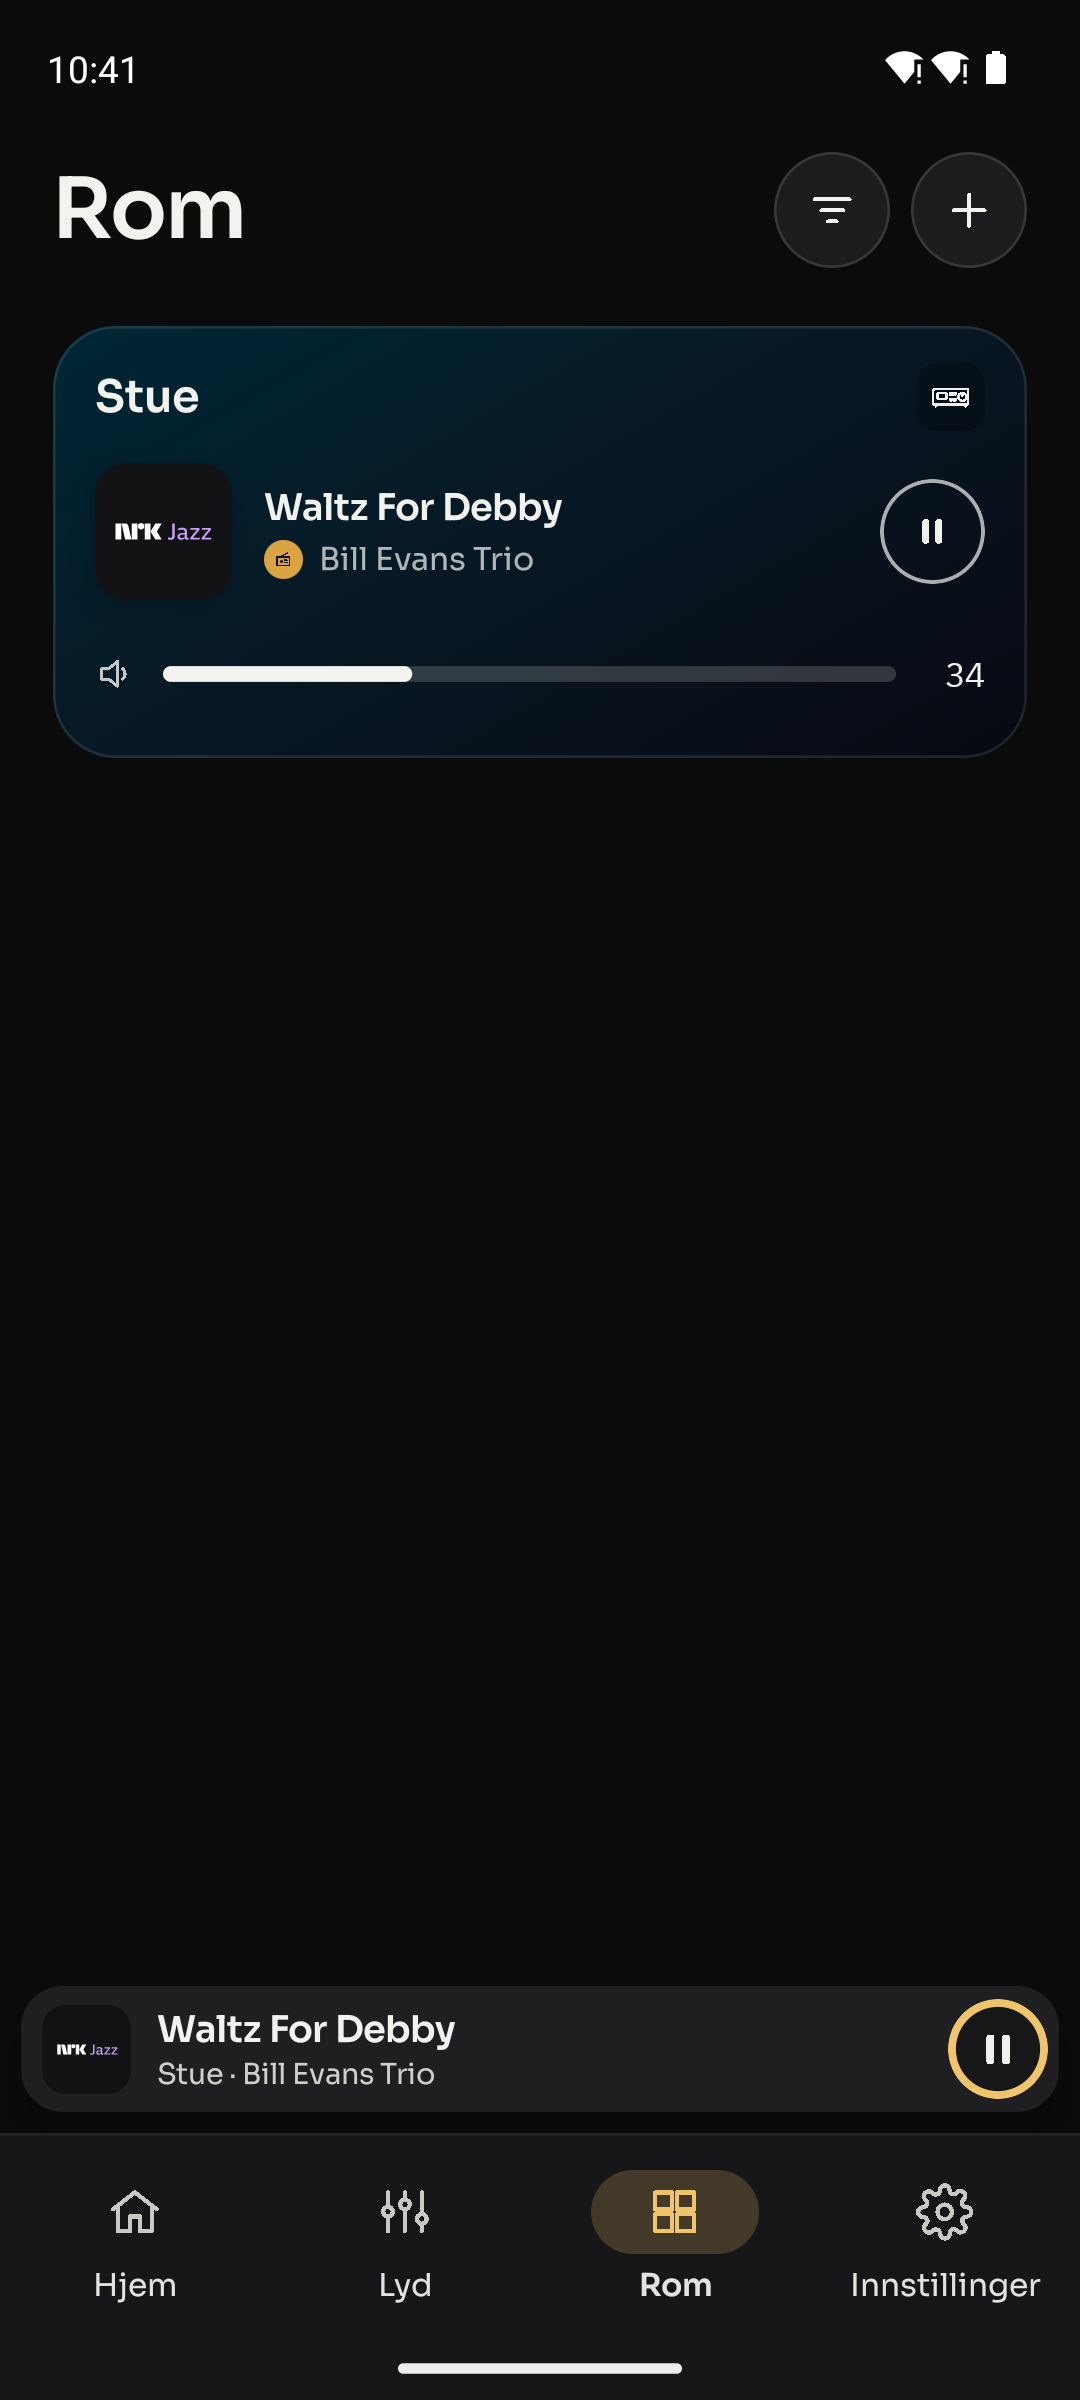 10:41
Rom
Stue
nrk Jazz
Waltz For Debby
Bill Evans Trio
34
nrk Jazz
Waltz For Debby
Stue · Bill Evans Trio
Hjem
Lyd
Rom
Innstillinger